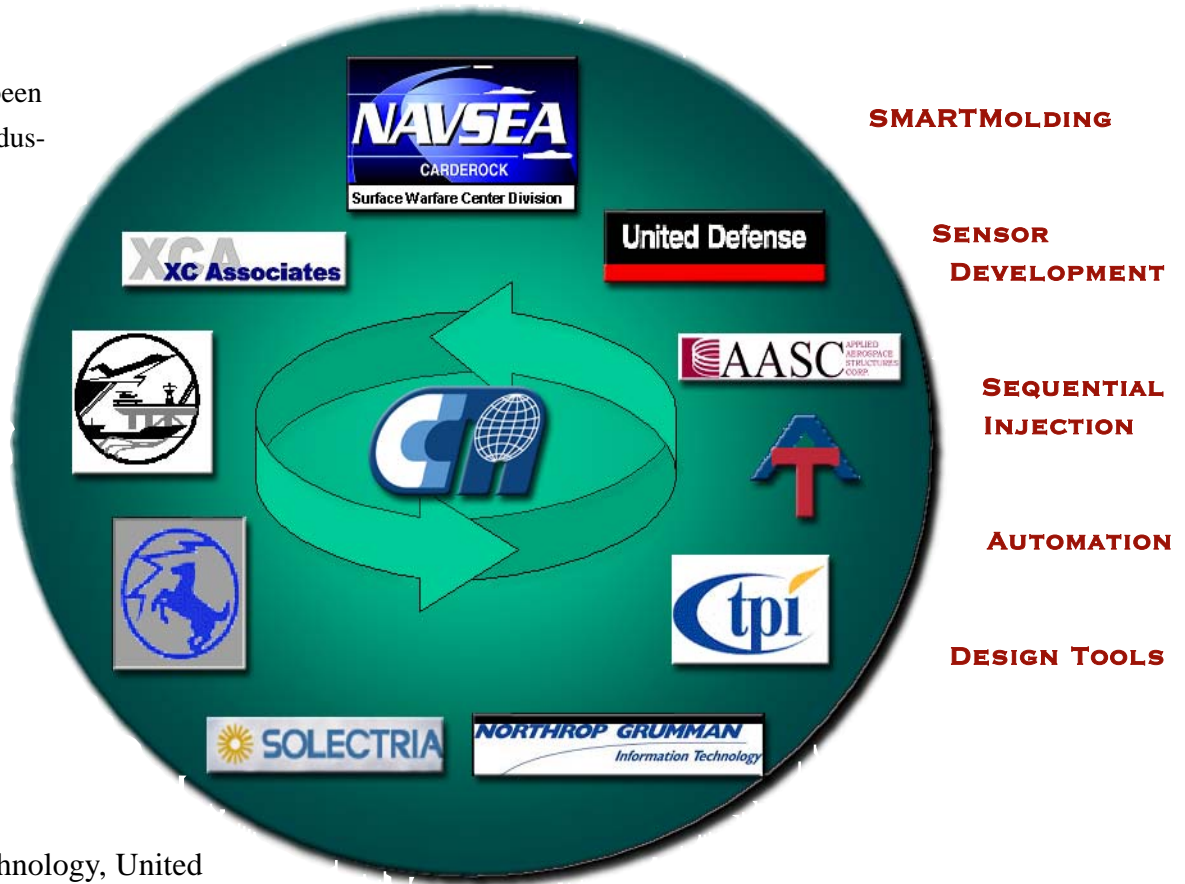 een
dus-
NAVSEA
CARDEROCK
Surface Warfare Center Division
SMARTMOLDING
United Defense
SENSOR
DEVELOPMENT
XCA
XC Associates
AASC
APPLIED
AEROSPACE
STRUCTURES
CORP.
SEQUENTIAL
INJECTION
AT
AUTOMATION
tpi
DESIGN TOOLS
SOLECTRIA
NORTHROP GRUMMAN
Information Technology
hnology, United